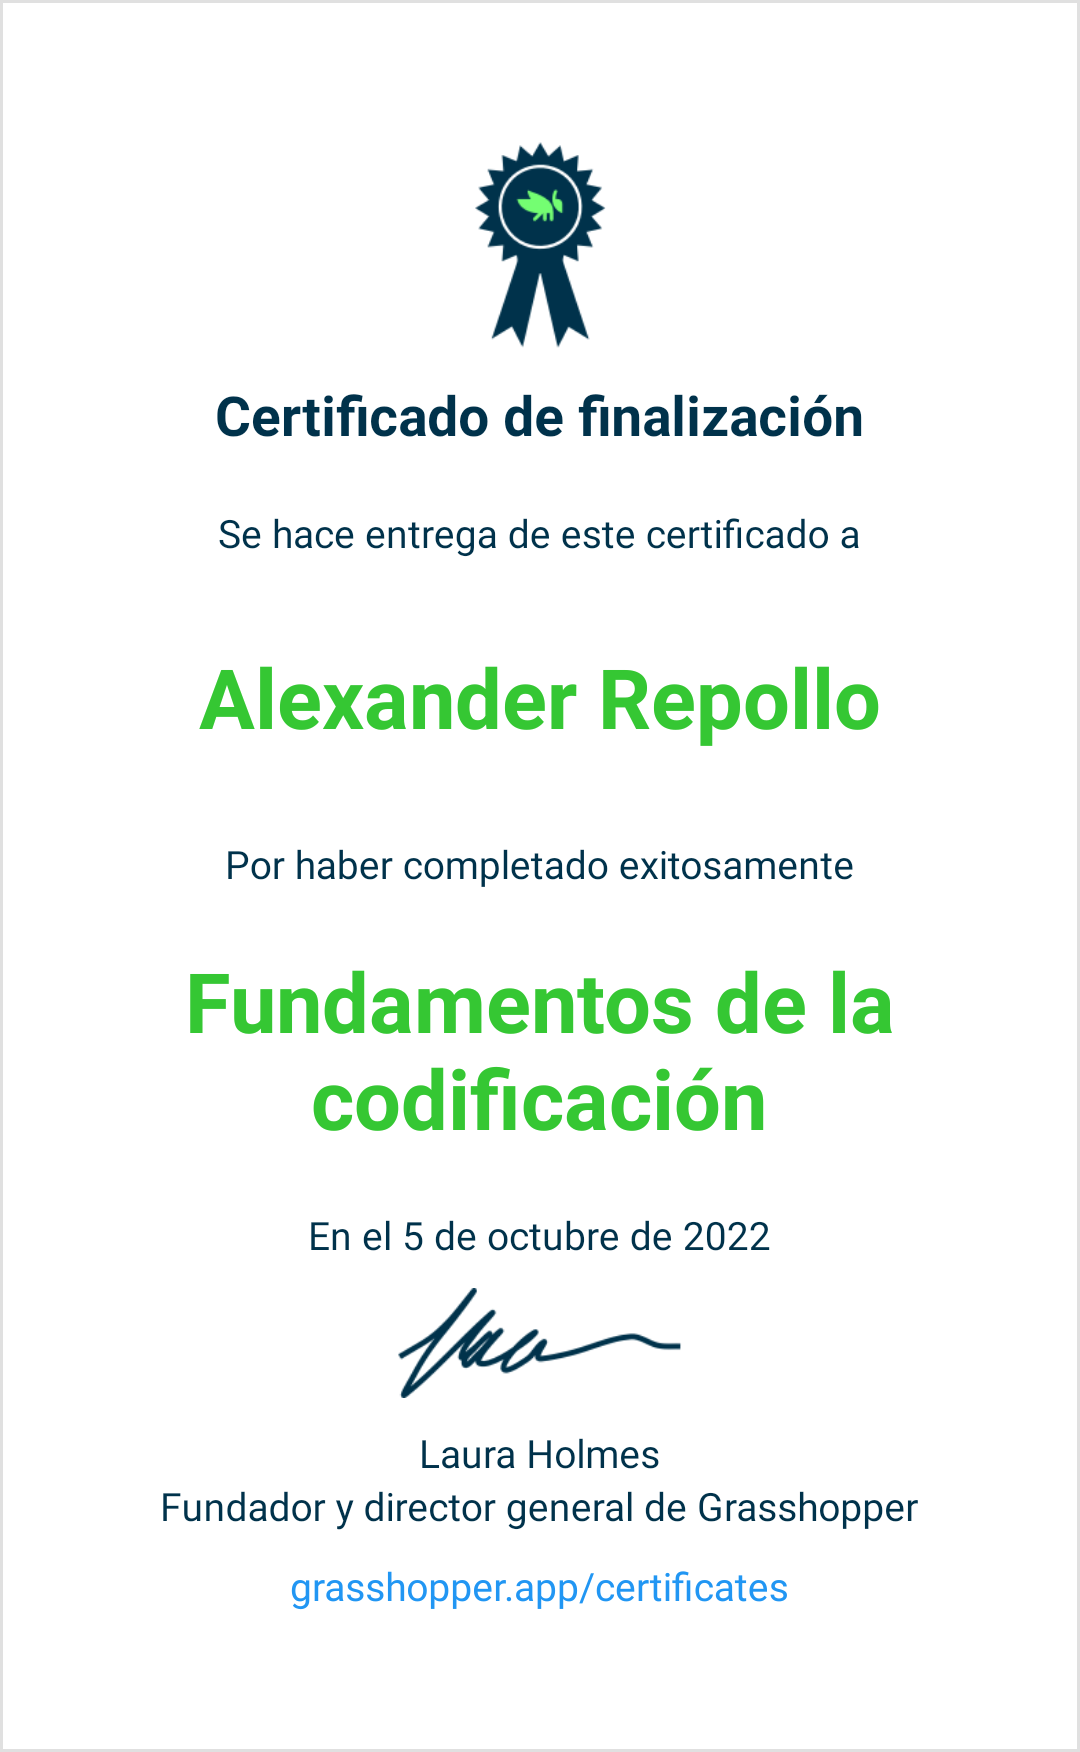 Certificado de finalización
Se hace entrega de este certificado a
Alexander Repollo
Por haber completado exitosamente
Fundamentos de la
codificación
En el 5 de octubre de 2022
Laura Holmes
Fundador y director general de Grasshopper
grasshopper.app/certificates